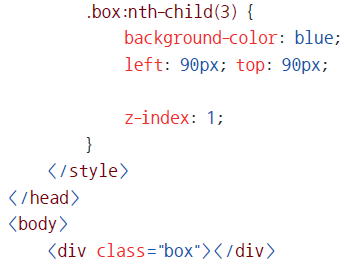 .box:nth-child(3) {
background-color: blue;
left: 90px; top: 90px;
z-index: 1;
}
</style>
</head>
<body>
<div class="box"></div>